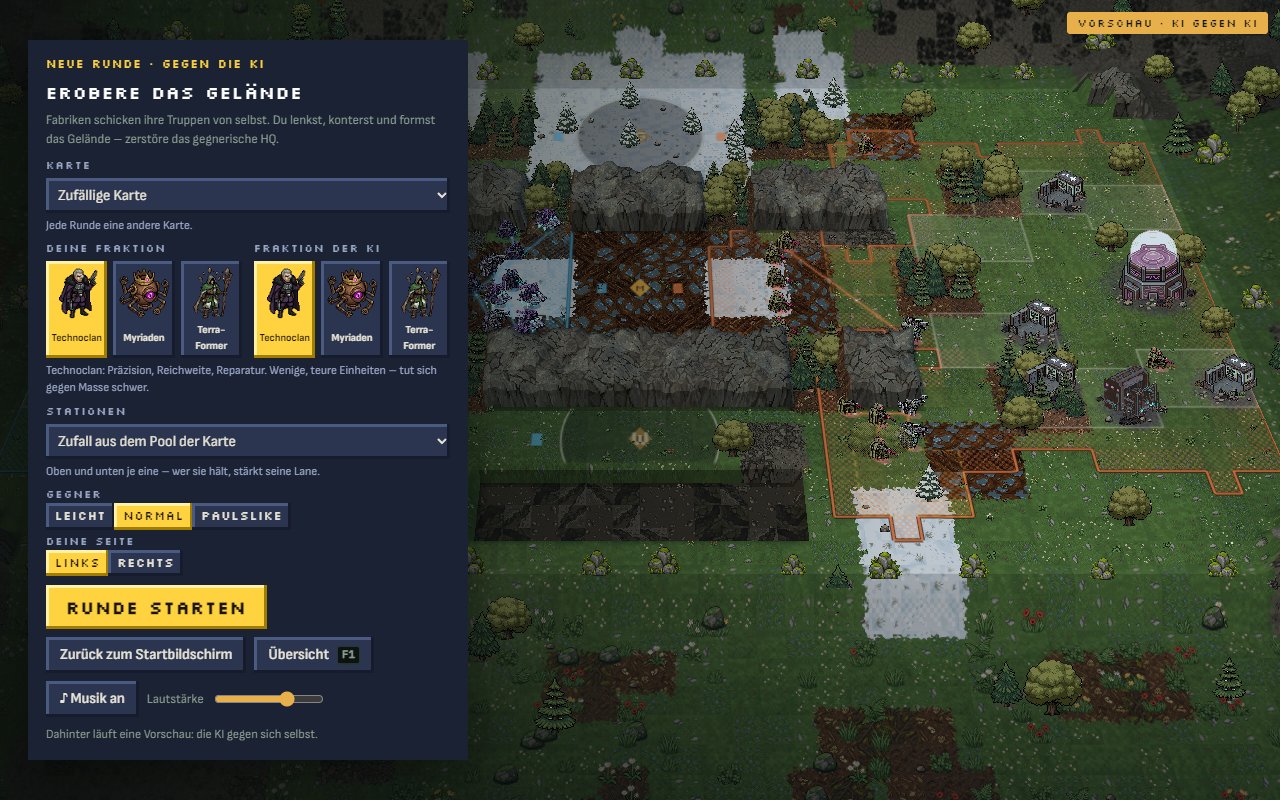 VORSCHAU · KI GEGEN KI
NEUE RUNDE · GEGEN DIE KI
EROBERE DAS GELÄNDE
Fabriken schicken ihre Truppen von selbst. Du lenkst, konterst und formst
das Gelände – zerstöre das gegnerische HQ.
KARTE
Zufällige Karte
Jede Runde eine andere Karte.
DEINE FRAKTION
FRAKTION DER KI
Technoclan
Myriaden
Terra-
Former
Technoclan
Myriaden
Terra-
Former
Technoclan: Präzision, Reichweite, Reparatur. Wenige, teure Einheiten – tut sich
gegen Masse schwer.
STATIONEN
Zufall aus dem Pool der Karte
Oben und unten je eine – wer sie hält, stärkt seine Lane.
GEGNER
LEICHT NORMAL PAULSLIKE
DEINE SEITE
LINKS RECHTS
RUNDE STARTEN
Zurück zum Startbildschirm
Übersicht F1
♪ Musik an
Lautstärke
Dahinter läuft eine Vorschau: die KI gegen sich selbst.